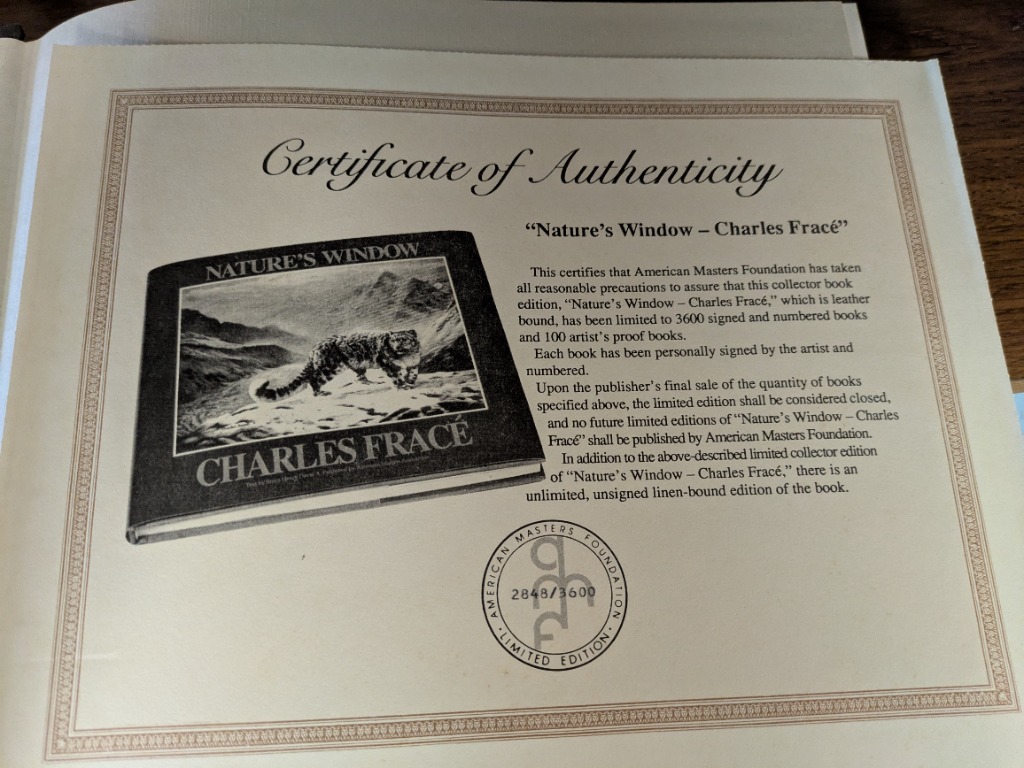 Certificate of Authenticity
“Nature’s Window – Charles Fracé”
This certifies that American Masters Foundation has taken
all reasonable precautions to assure that this collector book
edition, “Nature’s Window – Charles Fracé,” which is leather
bound, has been limited to 3600 signed and numbered books
and 100 artist’s proof books.
Each book has been personally signed by the artist and
numbered.
Upon the publisher’s final sale of the quantity of books
specified above, the limited edition shall be considered closed,
and no future limited editions of “Nature’s Window – Charles
Fracé” shall be published by American Masters Foundation.
In addition to the above-described limited collector edition
of “Nature’s Window – Charles Fracé,” there is an
unlimited, unsigned linen-bound edition of the book.
NATURE’S WINDOW
CHARLES FRACÉ
AMERICAN MASTERS FOUNDATION
amf
2848/3600
· LIMITED EDITION ·